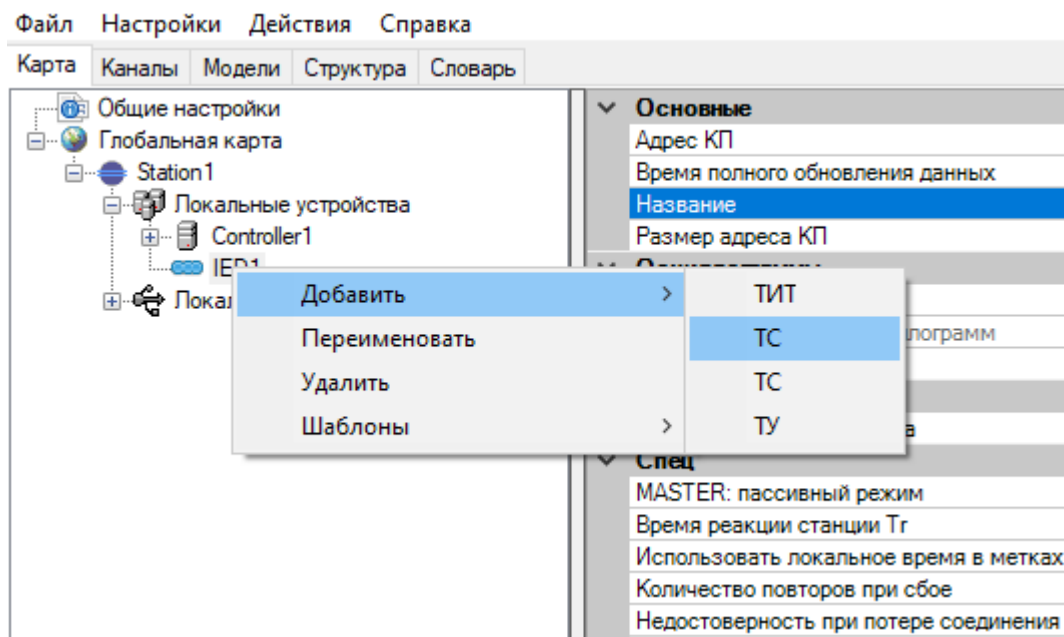 Файл Настройки Действия Справка
Карта Каналы Модели Структура Словарь
Общие настройки
Глобальная карта
Station1
Локальные устройства
Controller1
IED1
Добавить
Переименовать
Удалить
Шаблоны
ТИТ
ТС
ТС
ТУ
Основные
Адрес КП
Время полного обновления данных
Название
Размер адреса КП
Спец
MASTER: пассивный режим
Время реакции станции Tr
Использовать локальное время в метках
Количество повторов при сбое
Недостоверность при потере соединения